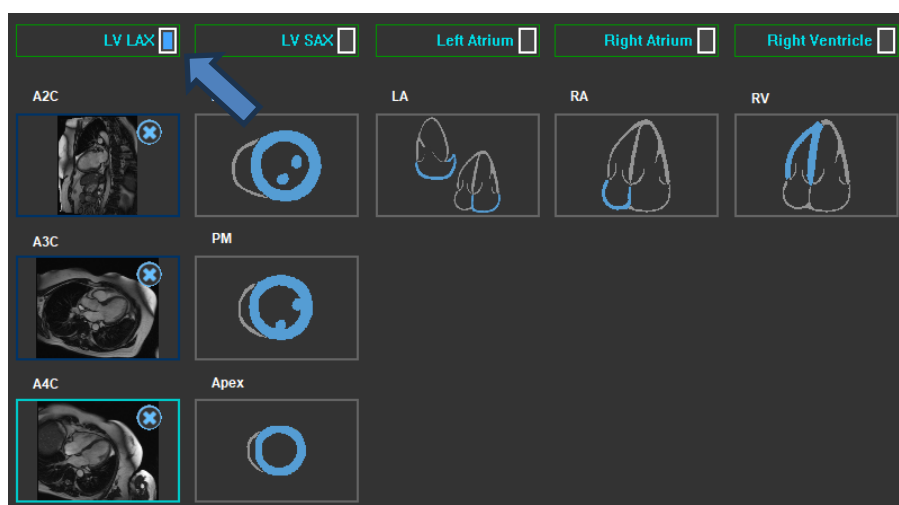 LV LAX LV SAX Left Atrium Right Atrium Right Ventricle
A2C LA RA RV
A3C PM
A4C Apex